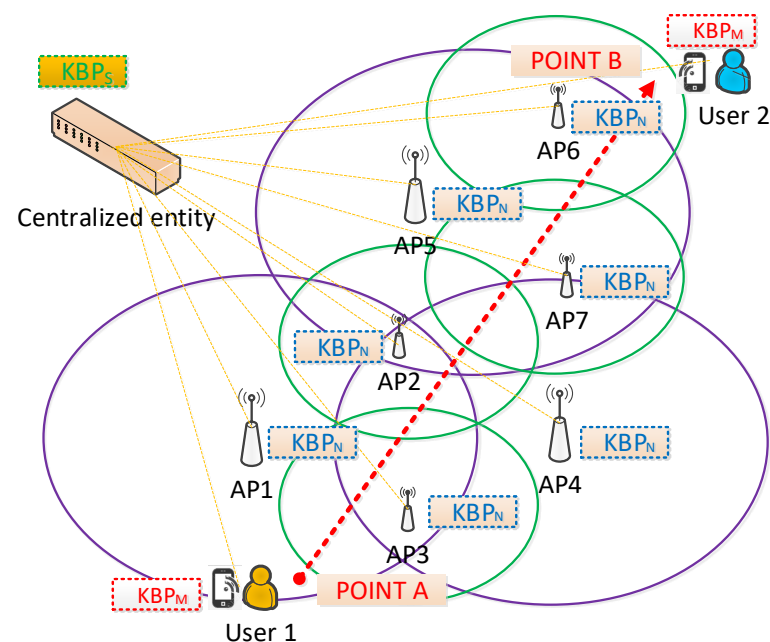 KBPM
KBPS
POINT B
User 2
KBPN
AP6
Centralized entity
KBPN
AP5
KBPN
AP7
KBPN
AP2
KBPN
AP1
KBPN
AP4
KBPN
AP3
KBPM
POINT A
User 1